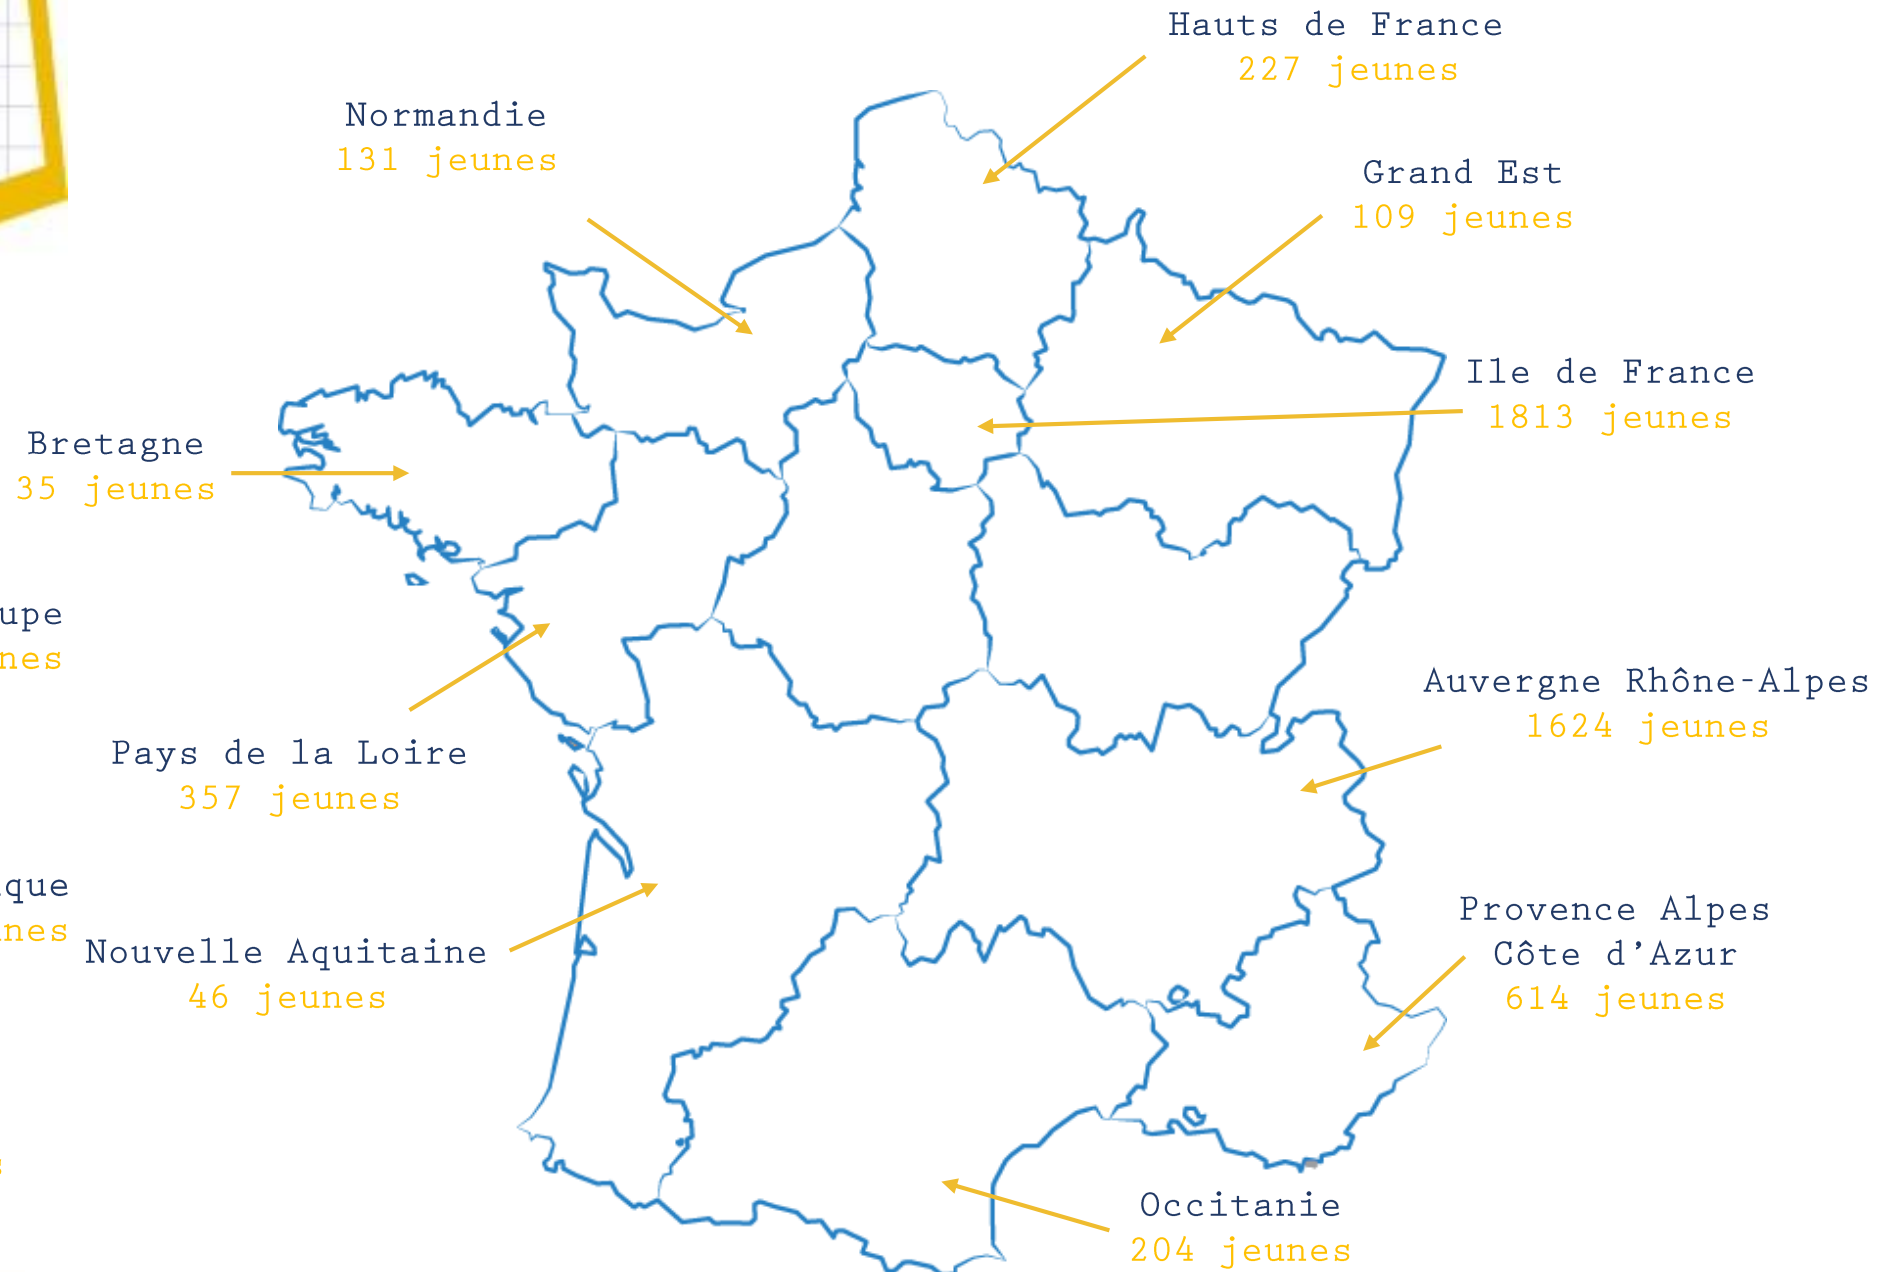 Hauts de France
227 jeunes
Normandie
131 jeunes
Grand Est
109 jeunes
Ile de France
1813 jeunes
Bretagne
35 jeunes
Auvergne Rhône-Alpes
1624 jeunes
Pays de la Loire
357 jeunes
Provence Alpes
Côte d'Azur
614 jeunes
Nouvelle Aquitaine
46 jeunes
Occitanie
204 jeunes